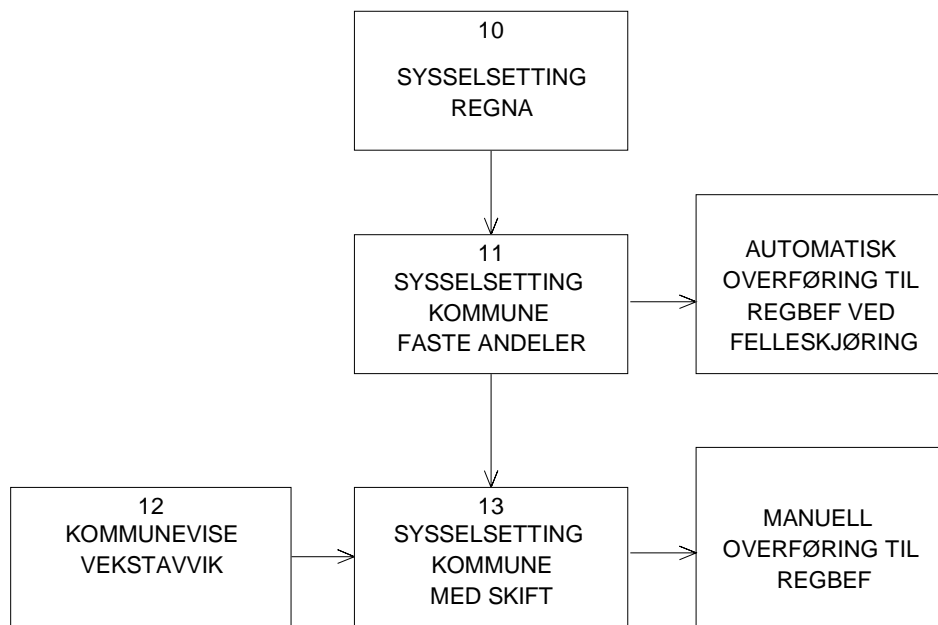 10
SYSSELSETTING
REGNA
11
SYSSELSETTING
KOMMUNE
FASTE ANDELER
AUTOMATISK
OVERFØRING TIL
REGBEF VED
FELLESKJØRING
12
KOMMUNEVISE
VEKSTAVVIK
13
SYSSELSETTING
KOMMUNE
MED SKIFT
MANUELL
OVERFØRING TIL
REGBEF